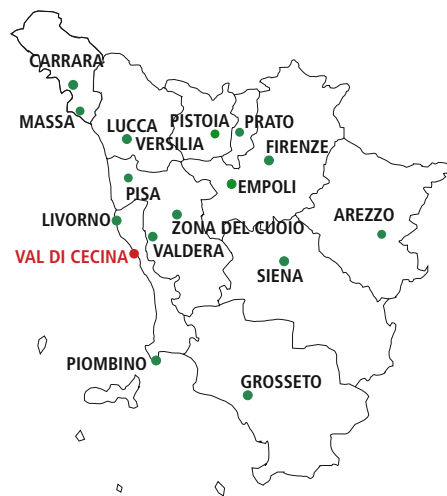 CARRARA
MASSA
LUCCA
VERSILIA
PISTOIA
PRATO
FIRENZE
EMPOLI
PISA
LIVORNO
ZONA DEL CUOIO
VALDERA
AREZZO
VAL DI CECINA
SIENA
PIOMBINO
GROSSETO